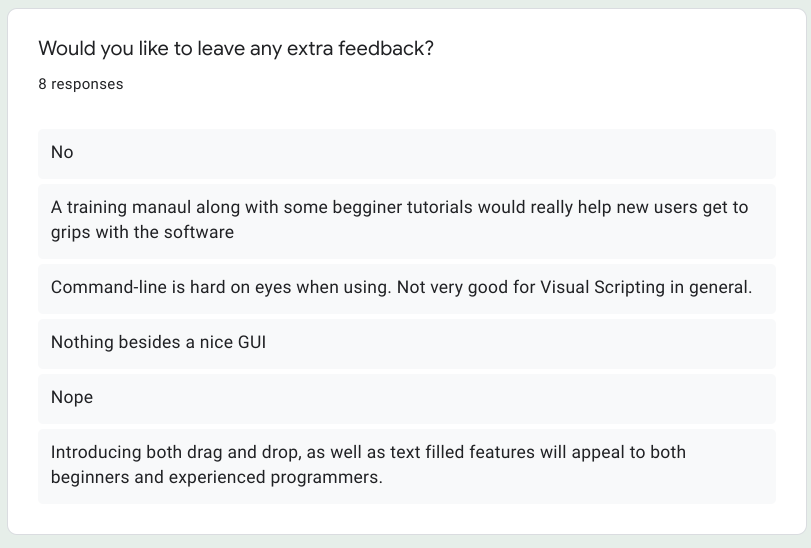 Would you like to leave any extra feedback?
8 responses
No
A training manaul along with some begginer tutorials would really help new users get to
grips with the software
Command-line is hard on eyes when using. Not very good for Visual Scripting in general.
Nothing besides a nice GUI
Nope
Introducing both drag and drop, as well as text filled features will appeal to both
beginners and experienced programmers.